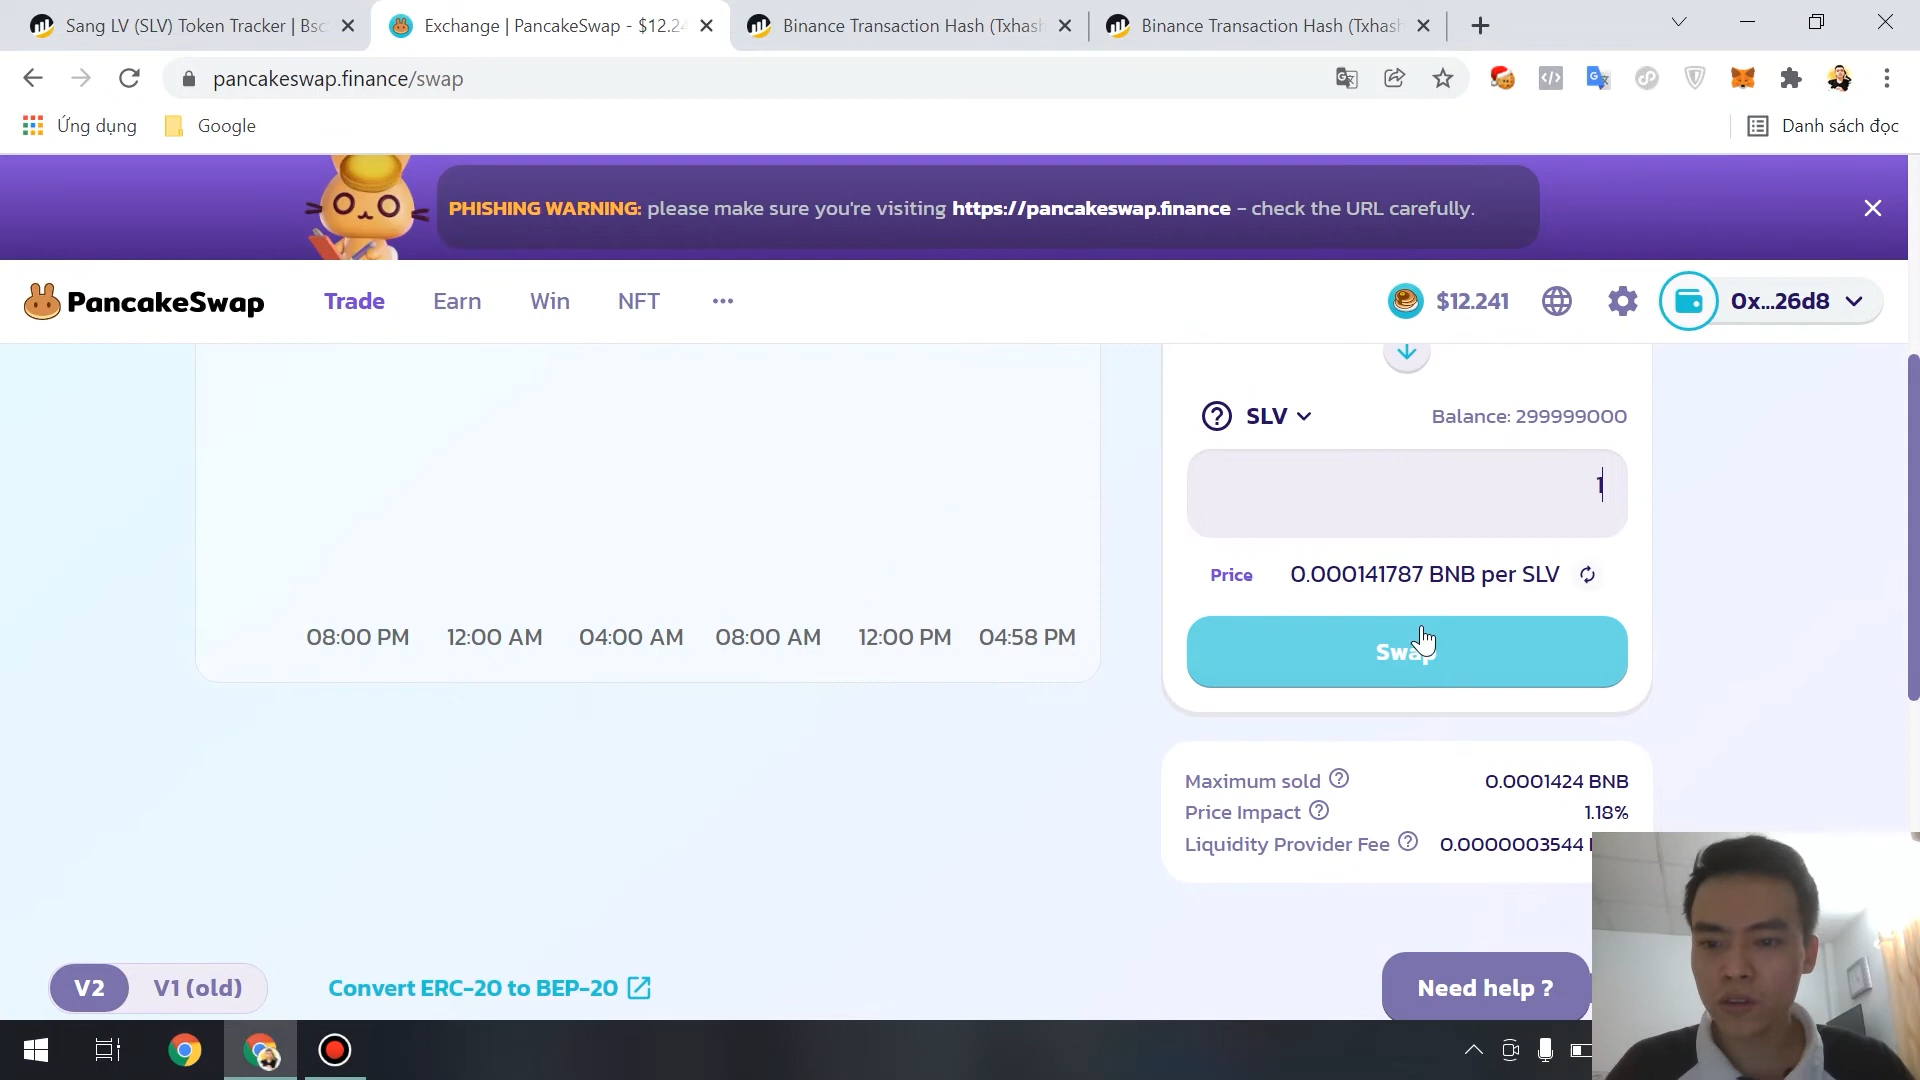 Sang LV (SLV) Token Tracker | Bsc
Exchange | PancakeSwap - $12.24
Binance Transaction Hash (Txhash
Binance Transaction Hash (Txhash
pancakeswap.finance/swap
Ứng dụng
Google
Danh sách đọc
PHISHING WARNING: please make sure you're visiting https://pancakeswap.finance - check the URL carefully.
PancakeSwap
Trade
Earn
Win
NFT
$12.241
0x...26d8
SLV
Balance: 299999000
1
Price
0.000141787 BNB per SLV
Swap
08:00 PM
12:00 AM
04:00 AM
08:00 AM
12:00 PM
04:58 PM
Maximum sold
0.0001424 BNB
Price Impact
1.18%
Liquidity Provider Fee
0.0000003544
V2
V1 (old)
Convert ERC-20 to BEP-20
Need help ?